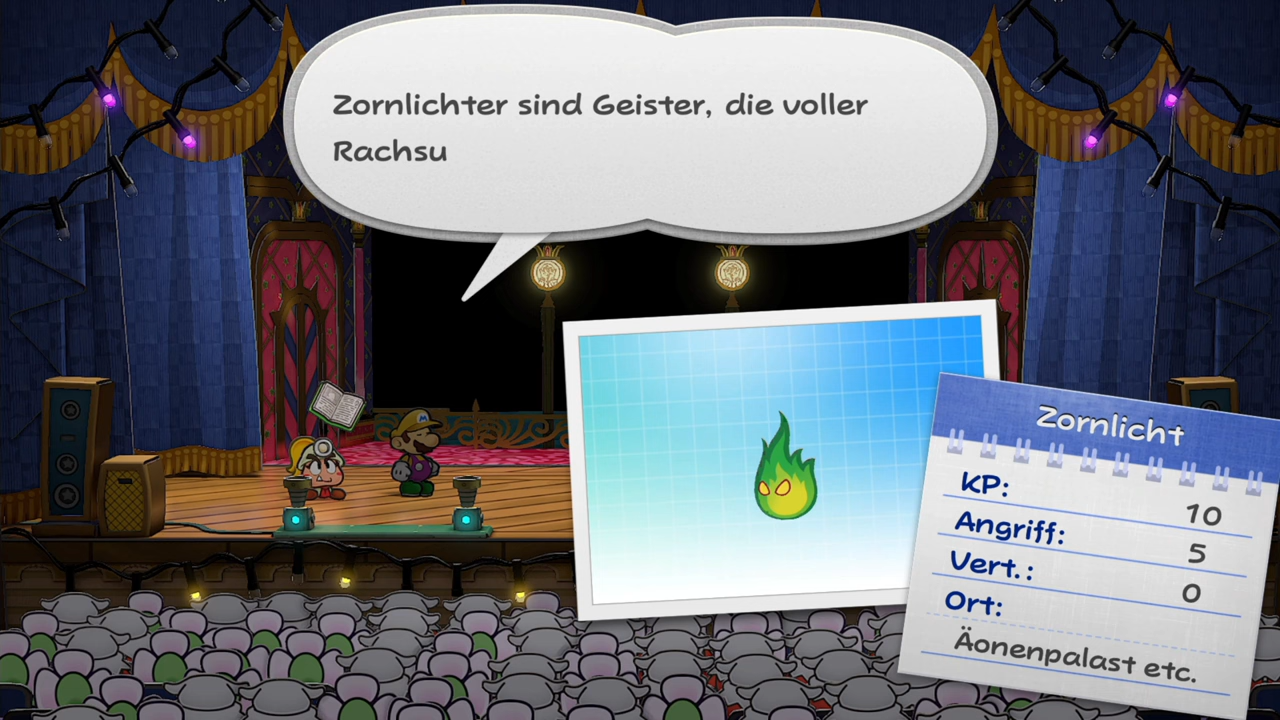 Zornlichter sind Geister, die voller
Rachsu
Zornlicht
KP:
10
Angriff:
5
Vert.:
0
Ort:
Äonenpalast etc.